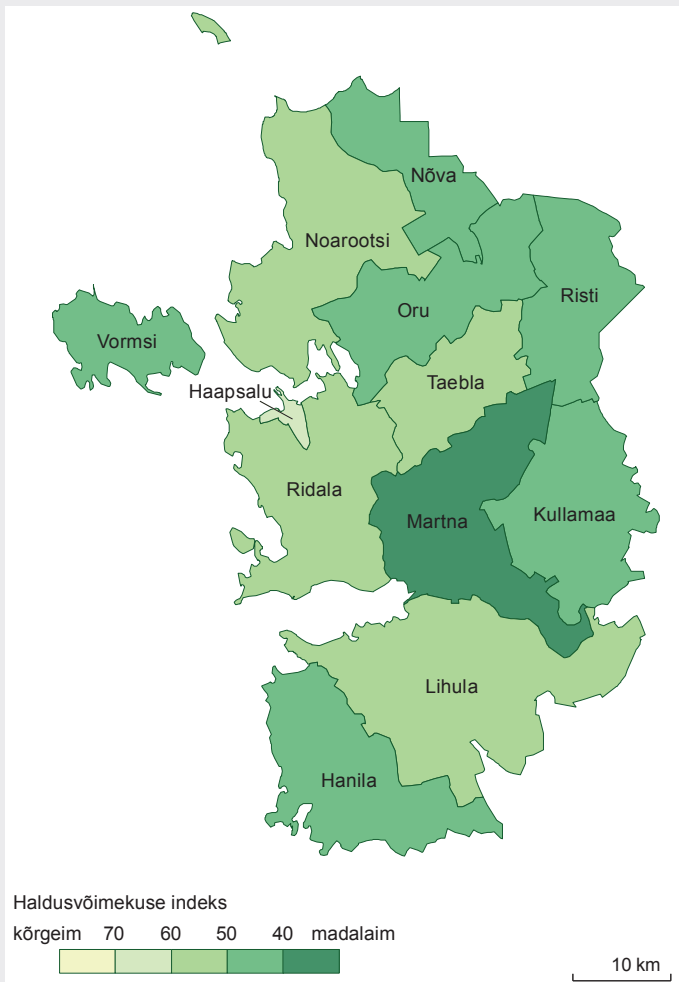 Nõva
Noarootsi
Risti
Oru
Vormsi
Taebla
Haapsalu
Ridala
Martna
Kullamaa
Lihula
Hanila
Haldusvõimekuse indeks
kõrgeim 70 60 50 40 madalaim
10 km